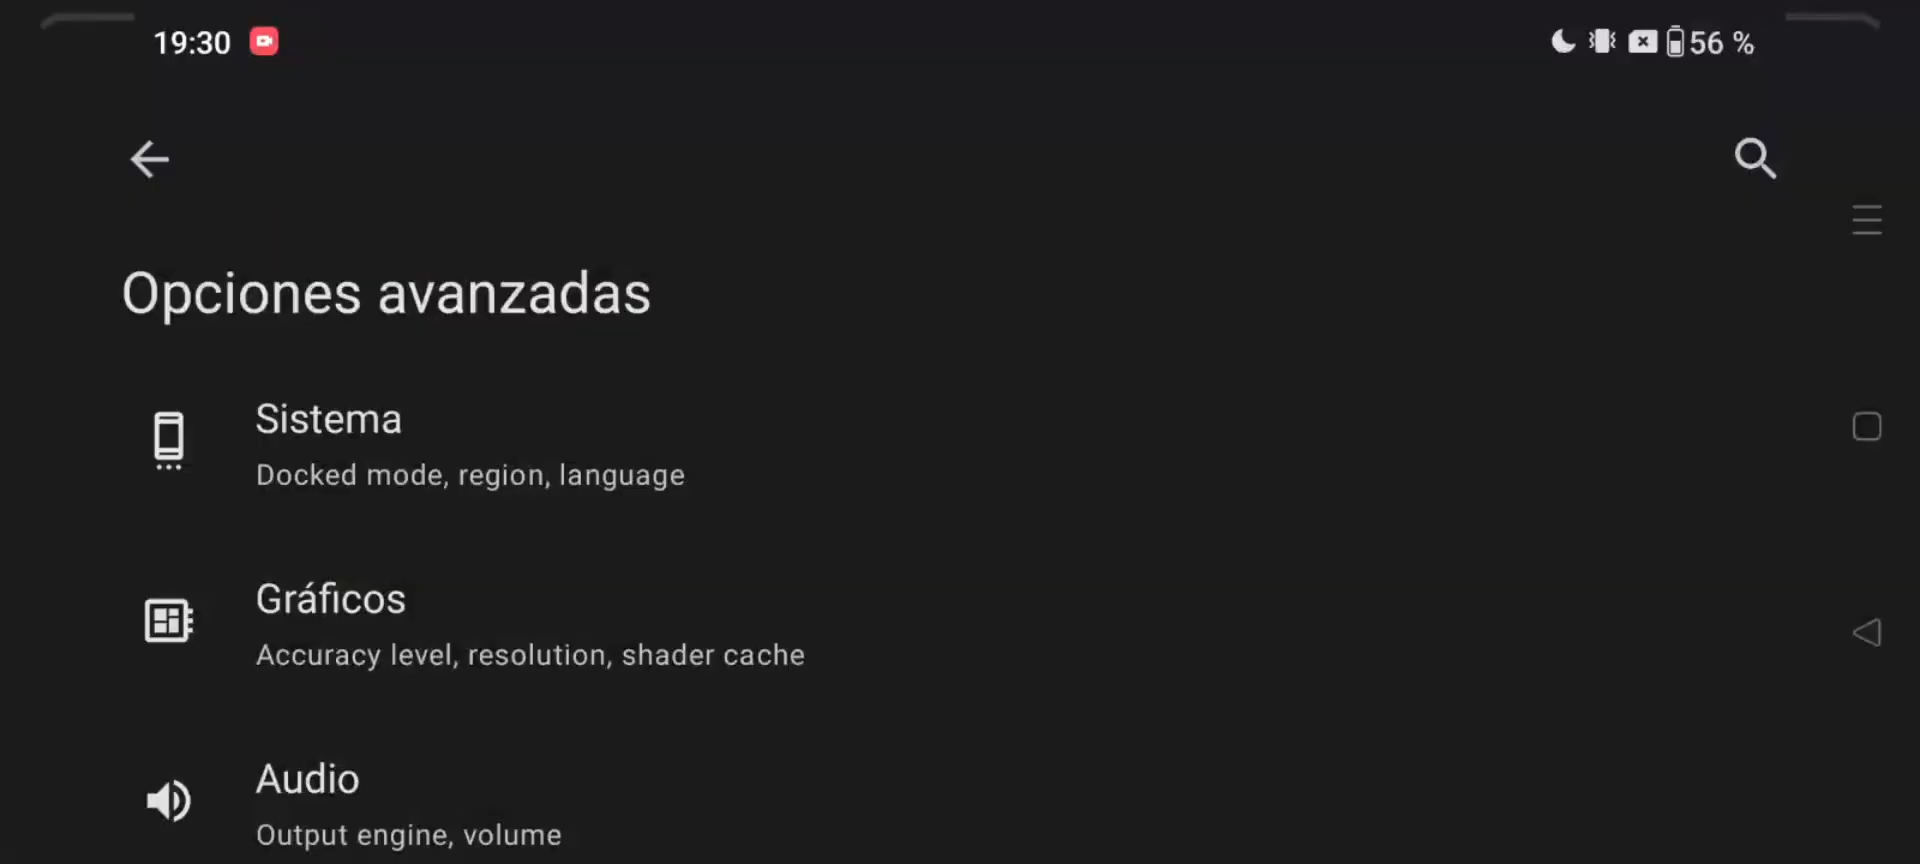 19:30
56 %
Opciones avanzadas
Sistema
Docked mode, region, language
Gráficos
Accuracy level, resolution, shader cache
Audio
Output engine, volume